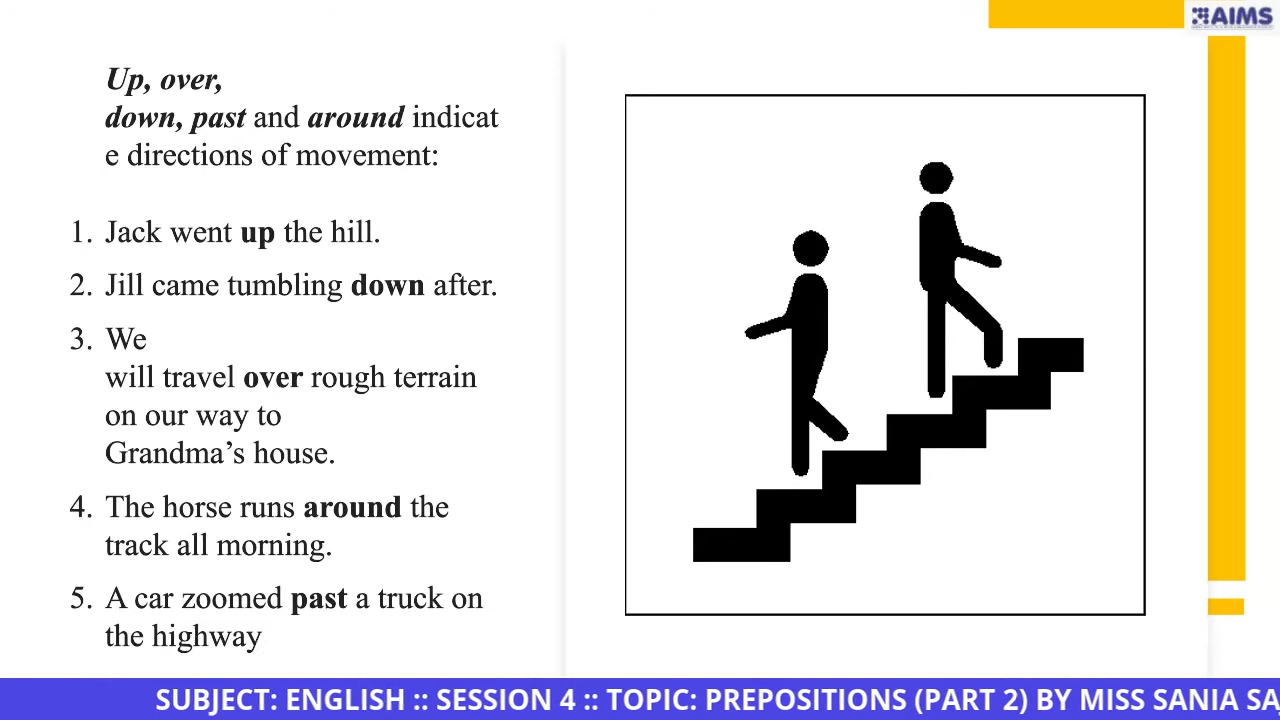 AIMS
Up, over,
down, past and around indicat
e directions of movement:
1. Jack went up the hill.
2. Jill came tumbling down after.
3. We
will travel over rough terrain
on our way to
Grandma’s house.
4. The horse runs around the
track all morning.
5. A car zoomed past a truck on
the highway
SUBJECT: ENGLISH :: SESSION 4 :: TOPIC: PREPOSITIONS (PART 2) BY MISS SANIA